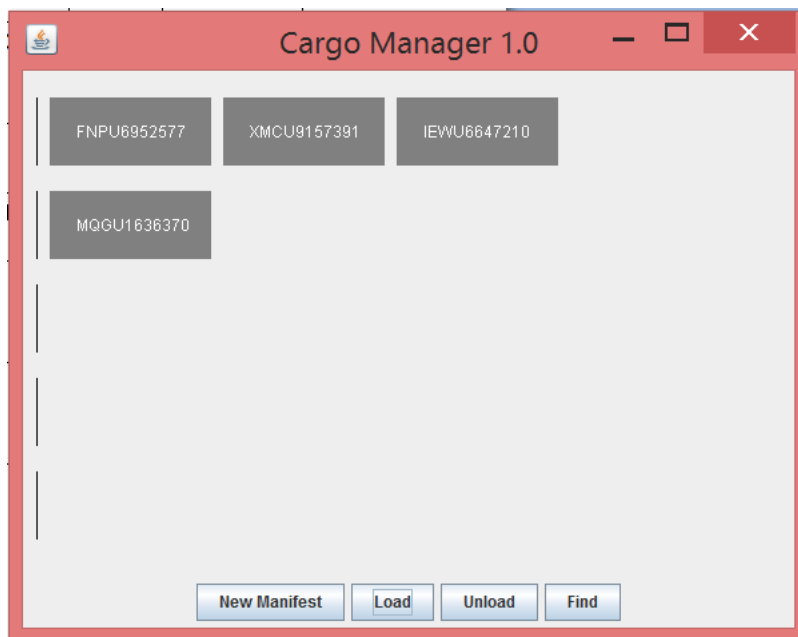 Cargo Manager 1.0
FNPU6952577 XMCU9157391 IEWU6647210
MQGU1636370
New Manifest Load Unload Find